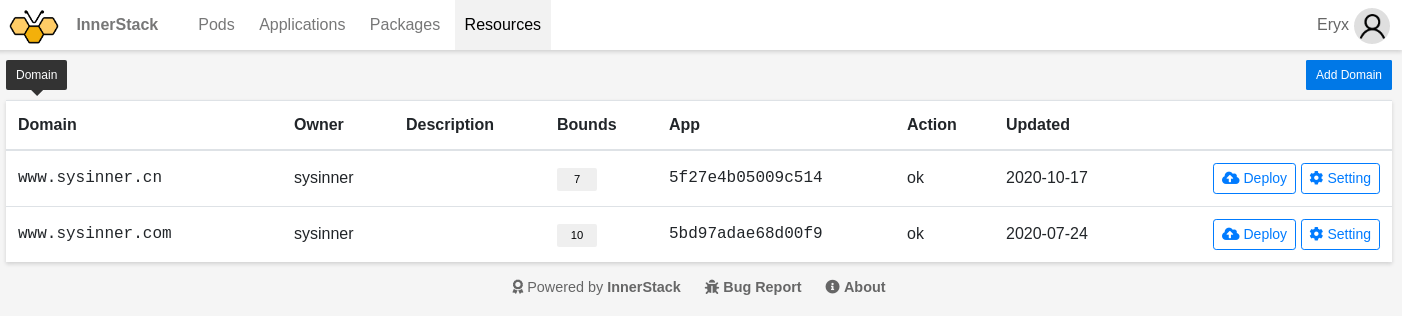 InnerStack Pods Applications Packages Resources Eryx
Domain Add Domain
Domain Owner Description Bounds App Action Updated
www.sysinner.cn sysinner 7 5f27e4b05009c514 ok 2020-10-17 Deploy Setting
www.sysinner.com sysinner 10 5bd97adae68d00f9 ok 2020-07-24 Deploy Setting
Powered by InnerStack Bug Report About